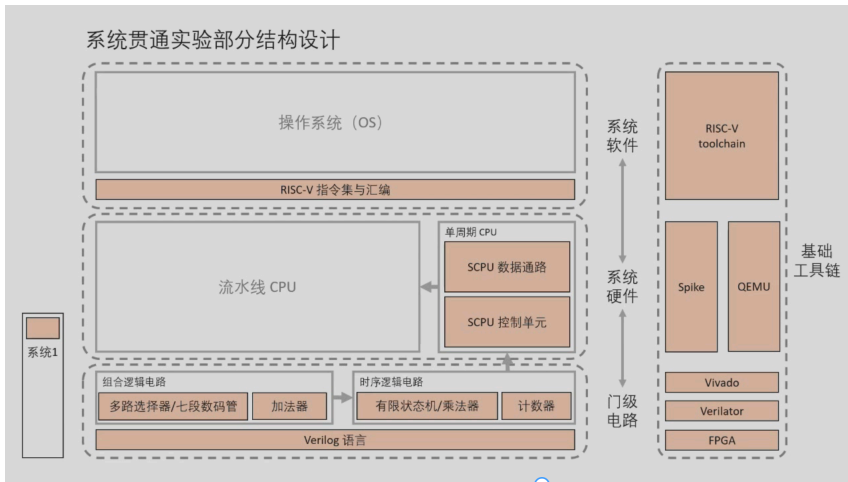 系统贯通实验部分结构设计
操作系统（OS）
RISC-V 指令集与汇编
流水线 CPU
单周期 CPU
SCPU 数据通路
SCPU 控制单元
组合逻辑电路
多路选择器/七段数码管
加法器
时序逻辑电路
有限状态机/乘法器
计数器
Verilog 语言
系统1
系统
软件
系统
硬件
门级
电路
RISC-V
toolchain
Spike
QEMU
Vivado
Verilator
FPGA
基础
工具链